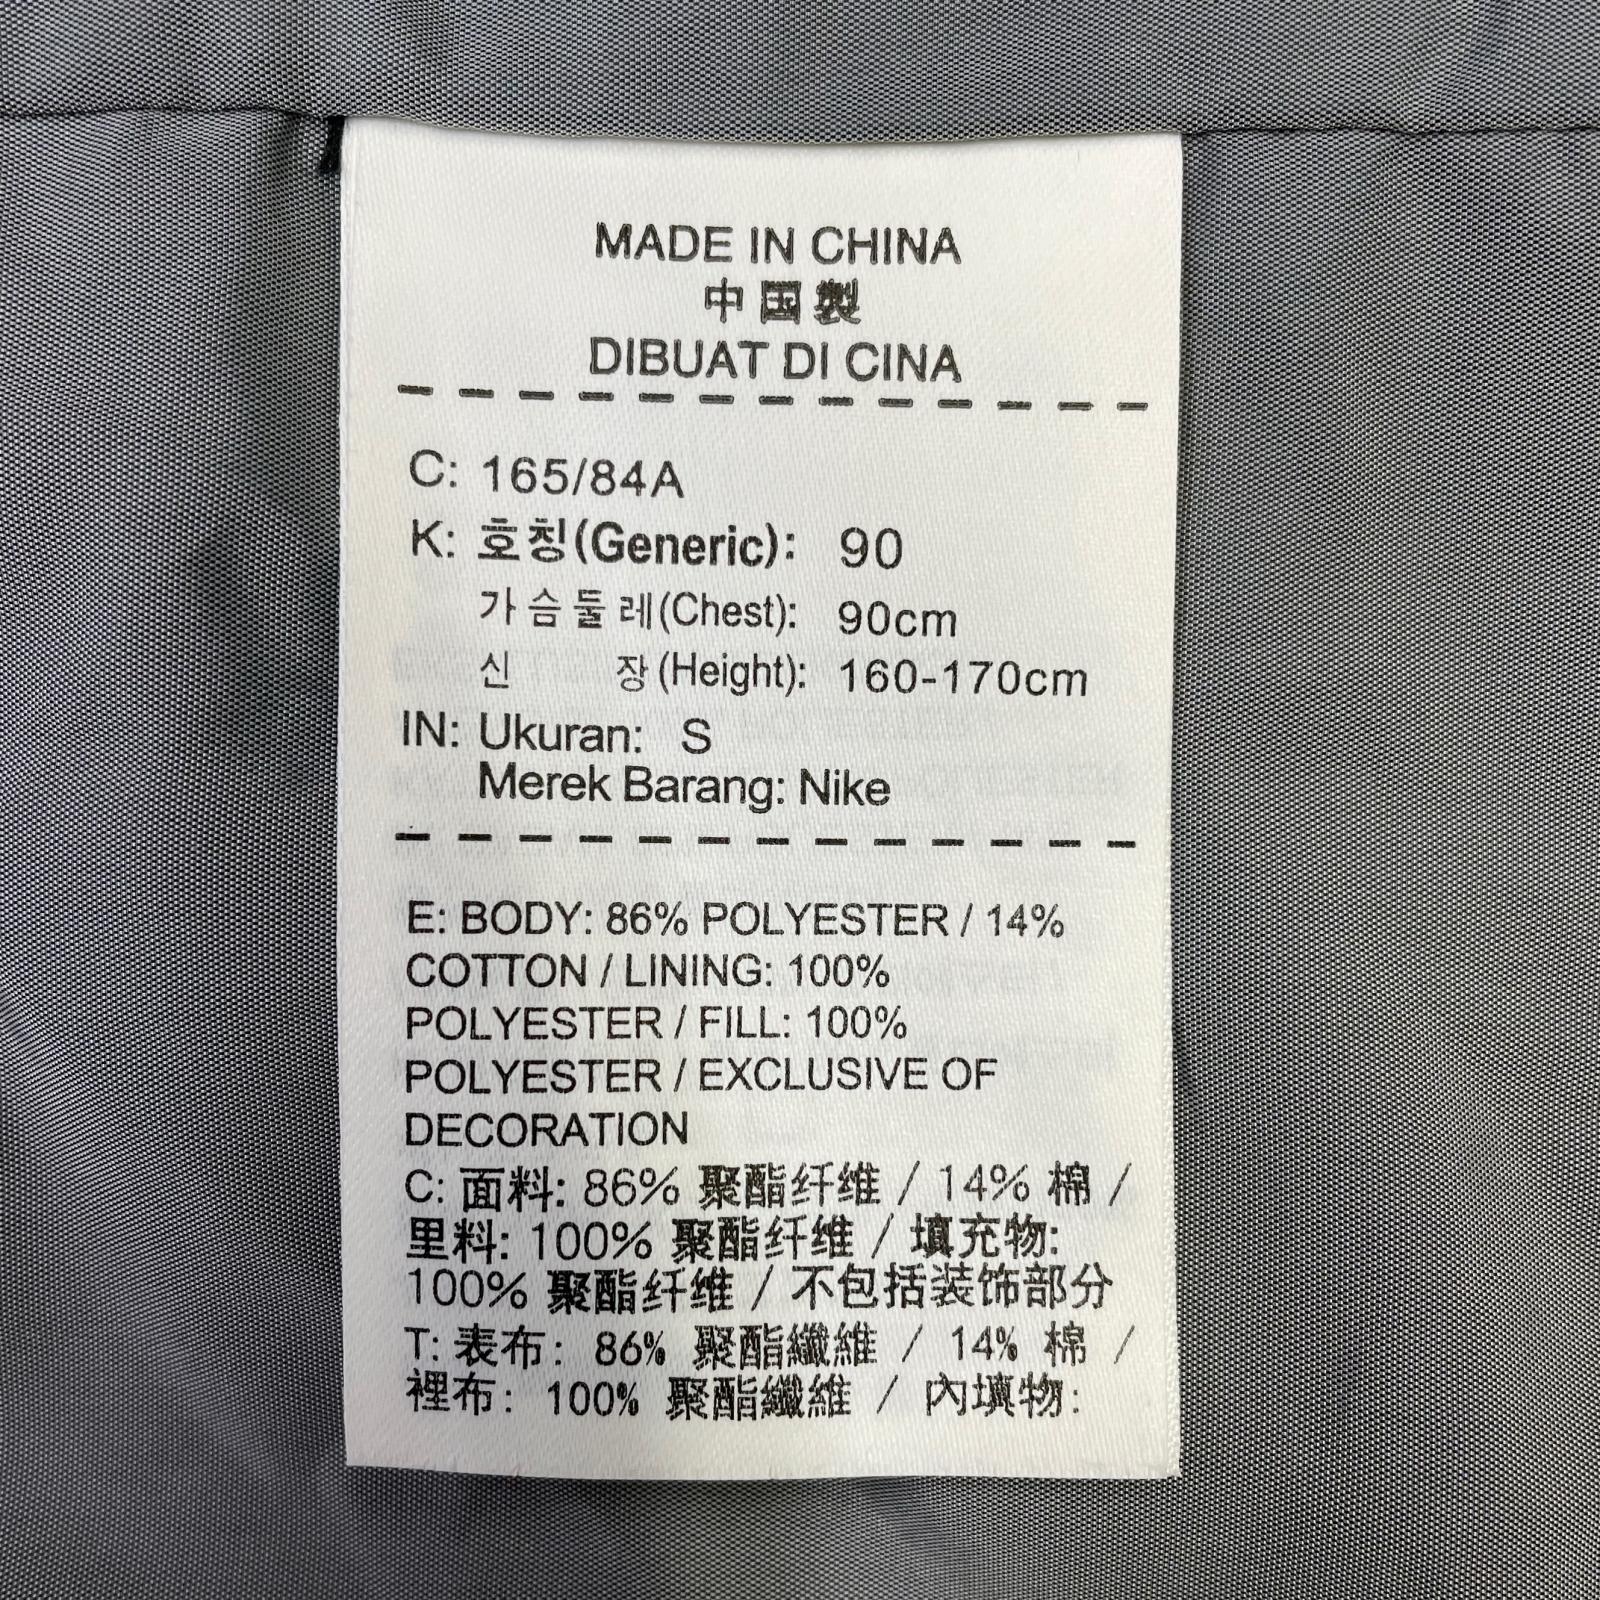 MADE IN CHINA
中国製
DIBUAT DI CINA
C: 165/84A
K: 호칭(Generic): 90
가슴둘레(Chest): 90cm
신 장(Height): 160-170cm
IN: Ukuran: S
Merek Barang: Nike
E: BODY: 86% POLYESTER / 14%
COTTON / LINING: 100%
POLYESTER / FILL: 100%
POLYESTER / EXCLUSIVE OF
DECORATION
C: 面料: 86% 聚酯纤维 / 14% 棉 /
里料: 100% 聚酯纤维 / 填充物:
100% 聚酯纤维 / 不包括装饰部分
T: 表布: 86% 聚酯纖維 / 14% 棉 /
裡布: 100% 聚酯纖維 / 內填物: